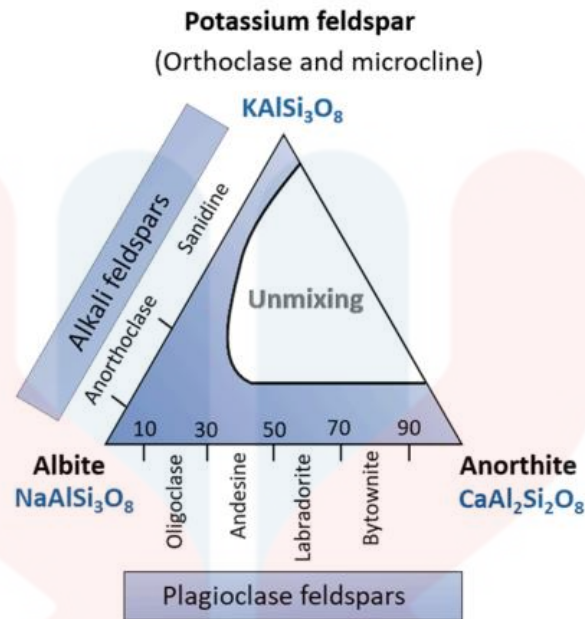 Potassium feldspar
(Orthoclase and microcline)
KAlSi₃O₈
Alkali feldspars
Sanidine
Anorthoclase
Unmixing
10 30 50 70 90
Albite
NaAlSi₃O₈
Oligoclase
Andesine
Labradorite
Bytownite
Anorthite
CaAl₂Si₂O₈
Plagioclase feldspars